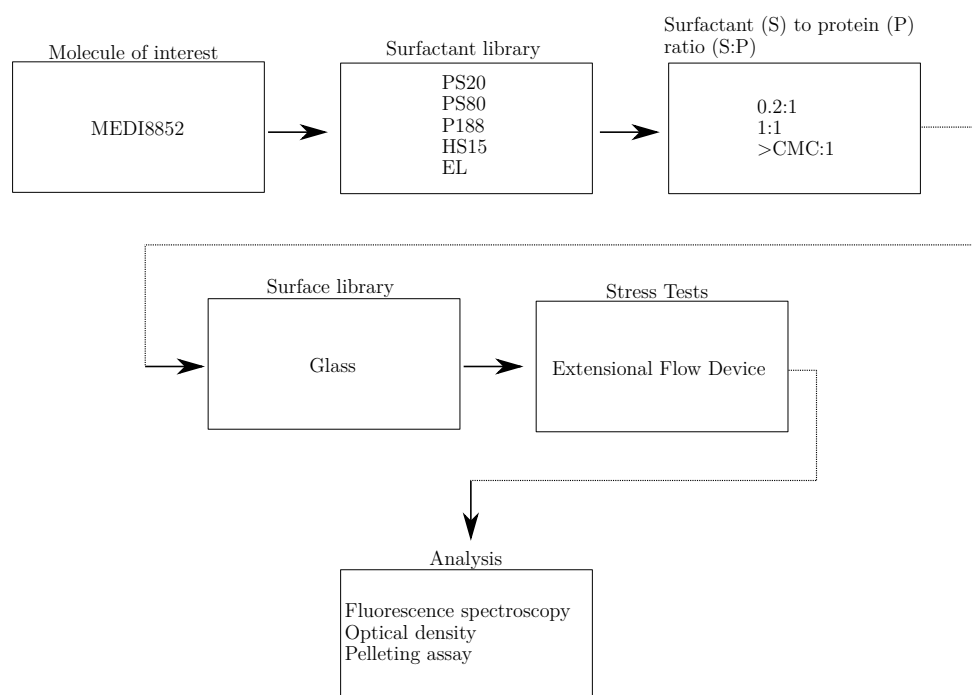 Molecule of interest
MEDI8852
Surfactant library
PS20
PS80
P188
HS15
EL
Surfactant (S) to protein (P)
ratio (S:P)
0.2:1
1:1
>CMC:1
Surface library
Glass
Stress Tests
Extensional Flow Device
Analysis
Fluorescence spectroscopy
Optical density
Pelleting assay